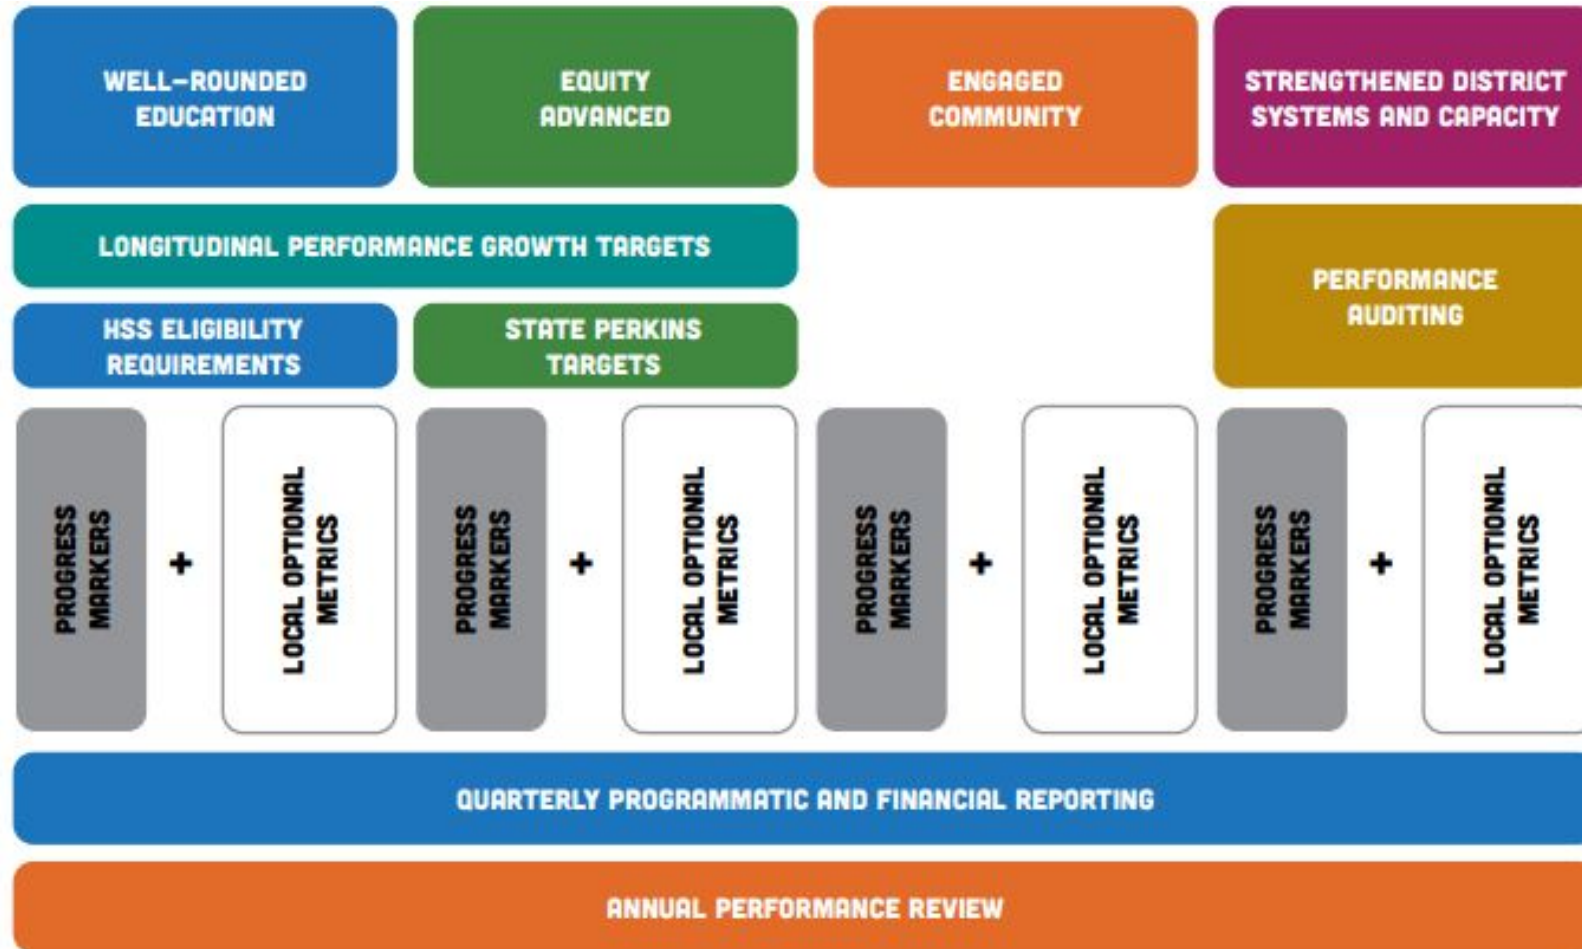 WELL-ROUNDED
EDUCATION
EQUITY
ADVANCED
ENGAGED
COMMUNITY
STRENGTHENED DISTRICT
SYSTEMS AND CAPACITY
LONGITUDINAL PERFORMANCE GROWTH TARGETS
PERFORMANCE
AUDITING
HSS ELIGIBILITY
REQUIREMENTS
STATE PERKINS
TARGETS
PROGRESS
MARKERS
+
LOCAL OPTIONAL
METRICS
PROGRESS
MARKERS
+
LOCAL OPTIONAL
METRICS
PROGRESS
MARKERS
+
LOCAL OPTIONAL
METRICS
PROGRESS
MARKERS
+
LOCAL OPTIONAL
METRICS
QUARTERLY PROGRAMMATIC AND FINANCIAL REPORTING
ANNUAL PERFORMANCE REVIEW